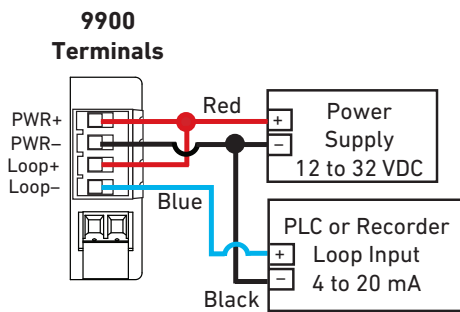 9900
Terminals
PWR+
PWR–
Loop+
Loop–
Red
Blue
Black
+
–
Power
Supply
12 to 32 VDC
+
–
PLC or Recorder
Loop Input
4 to 20 mA